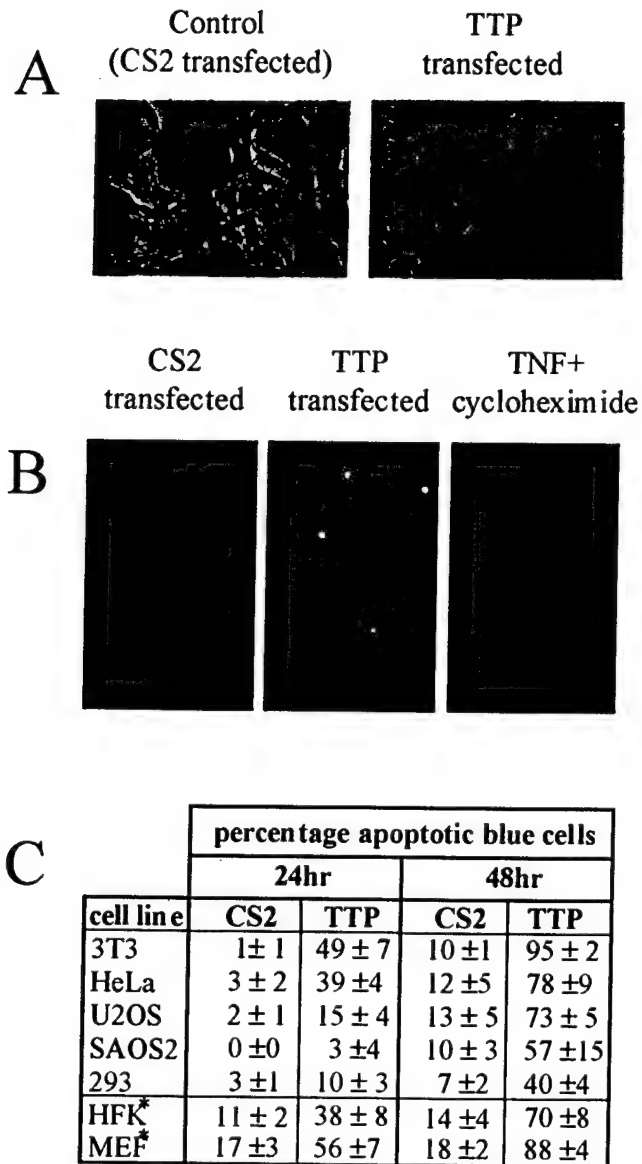 A
Control
(CS2 transfected)
TTP
transfected
B
CS2
transfected
TTP
transfected
TNF+
cycloheximide
C
percentage apoptotic blue cells
24hr 48hr
cell line CS2 TTP CS2 TTP
3T3 1± 1 49 ± 7 10 ±1 95 ± 2
HeLa 3 ± 2 39 ±4 12 ±5 78 ±9
U2OS 2 ± 1 15 ± 4 13 ± 5 73 ± 5
SAOS2 0 ±0 3 ±4 10 ± 3 57 ±15
293 3 ±1 10 ± 3 7 ±2 40 ±4
HFK* 11 ± 2 38 ± 8 14 ±4 70 ±8
MEF* 17 ±3 56 ±7 18 ±2 88 ±4